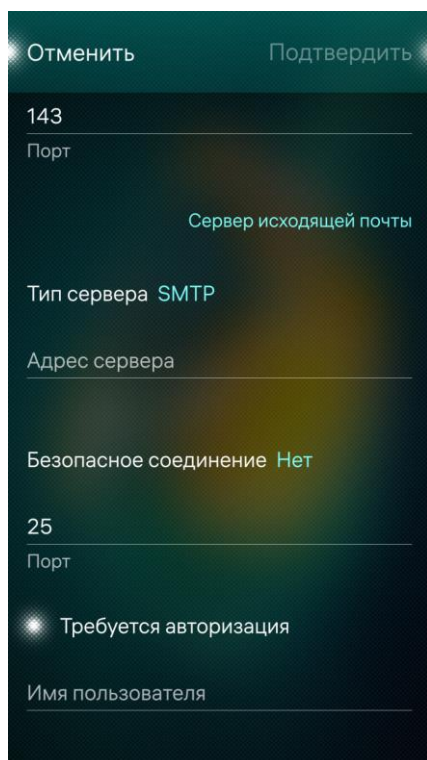 Отменить Подтвердить
143
Порт
Сервер исходящей почты
Тип сервера SMTP
Адрес сервера
Безопасное соединение Нет
25
Порт
Требуется авторизация
Имя пользователя